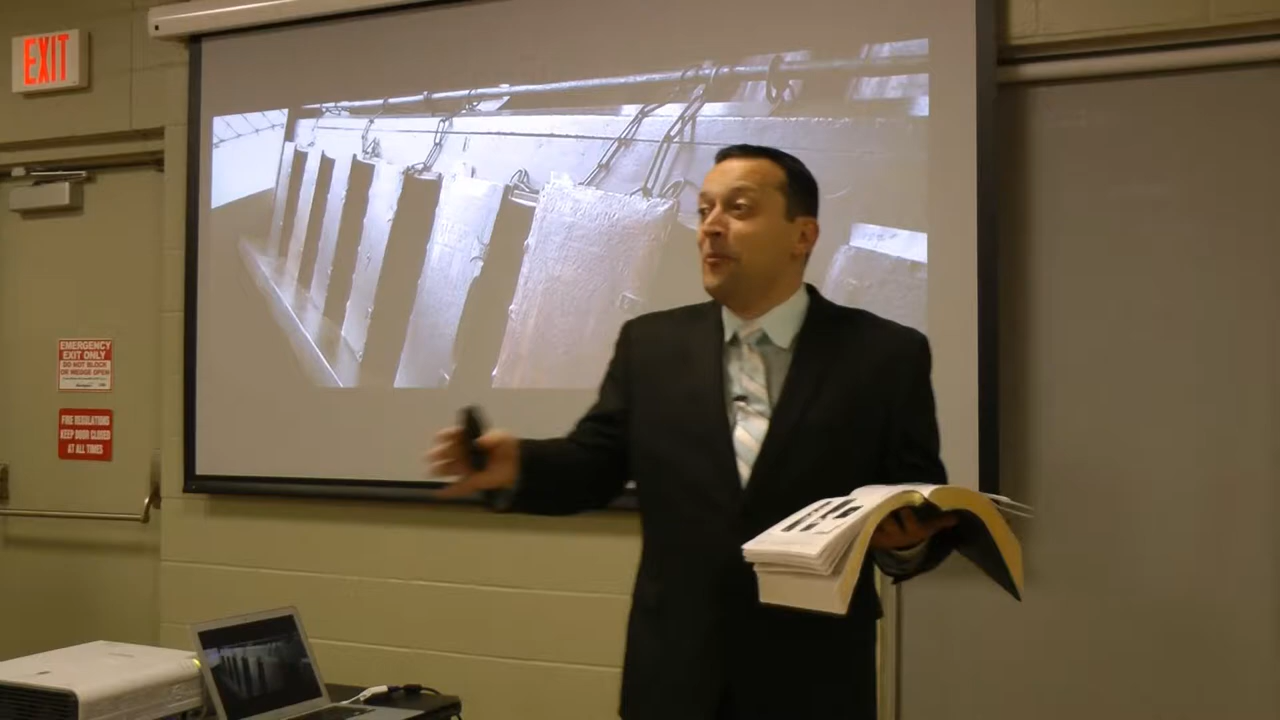 EXIT
EMERGENCY
EXIT ONLY
DO NOT BLOCK
OR WEDGE OPEN
FIRE REGULATIONS
KEEP DOOR CLOSED
AT ALL TIMES